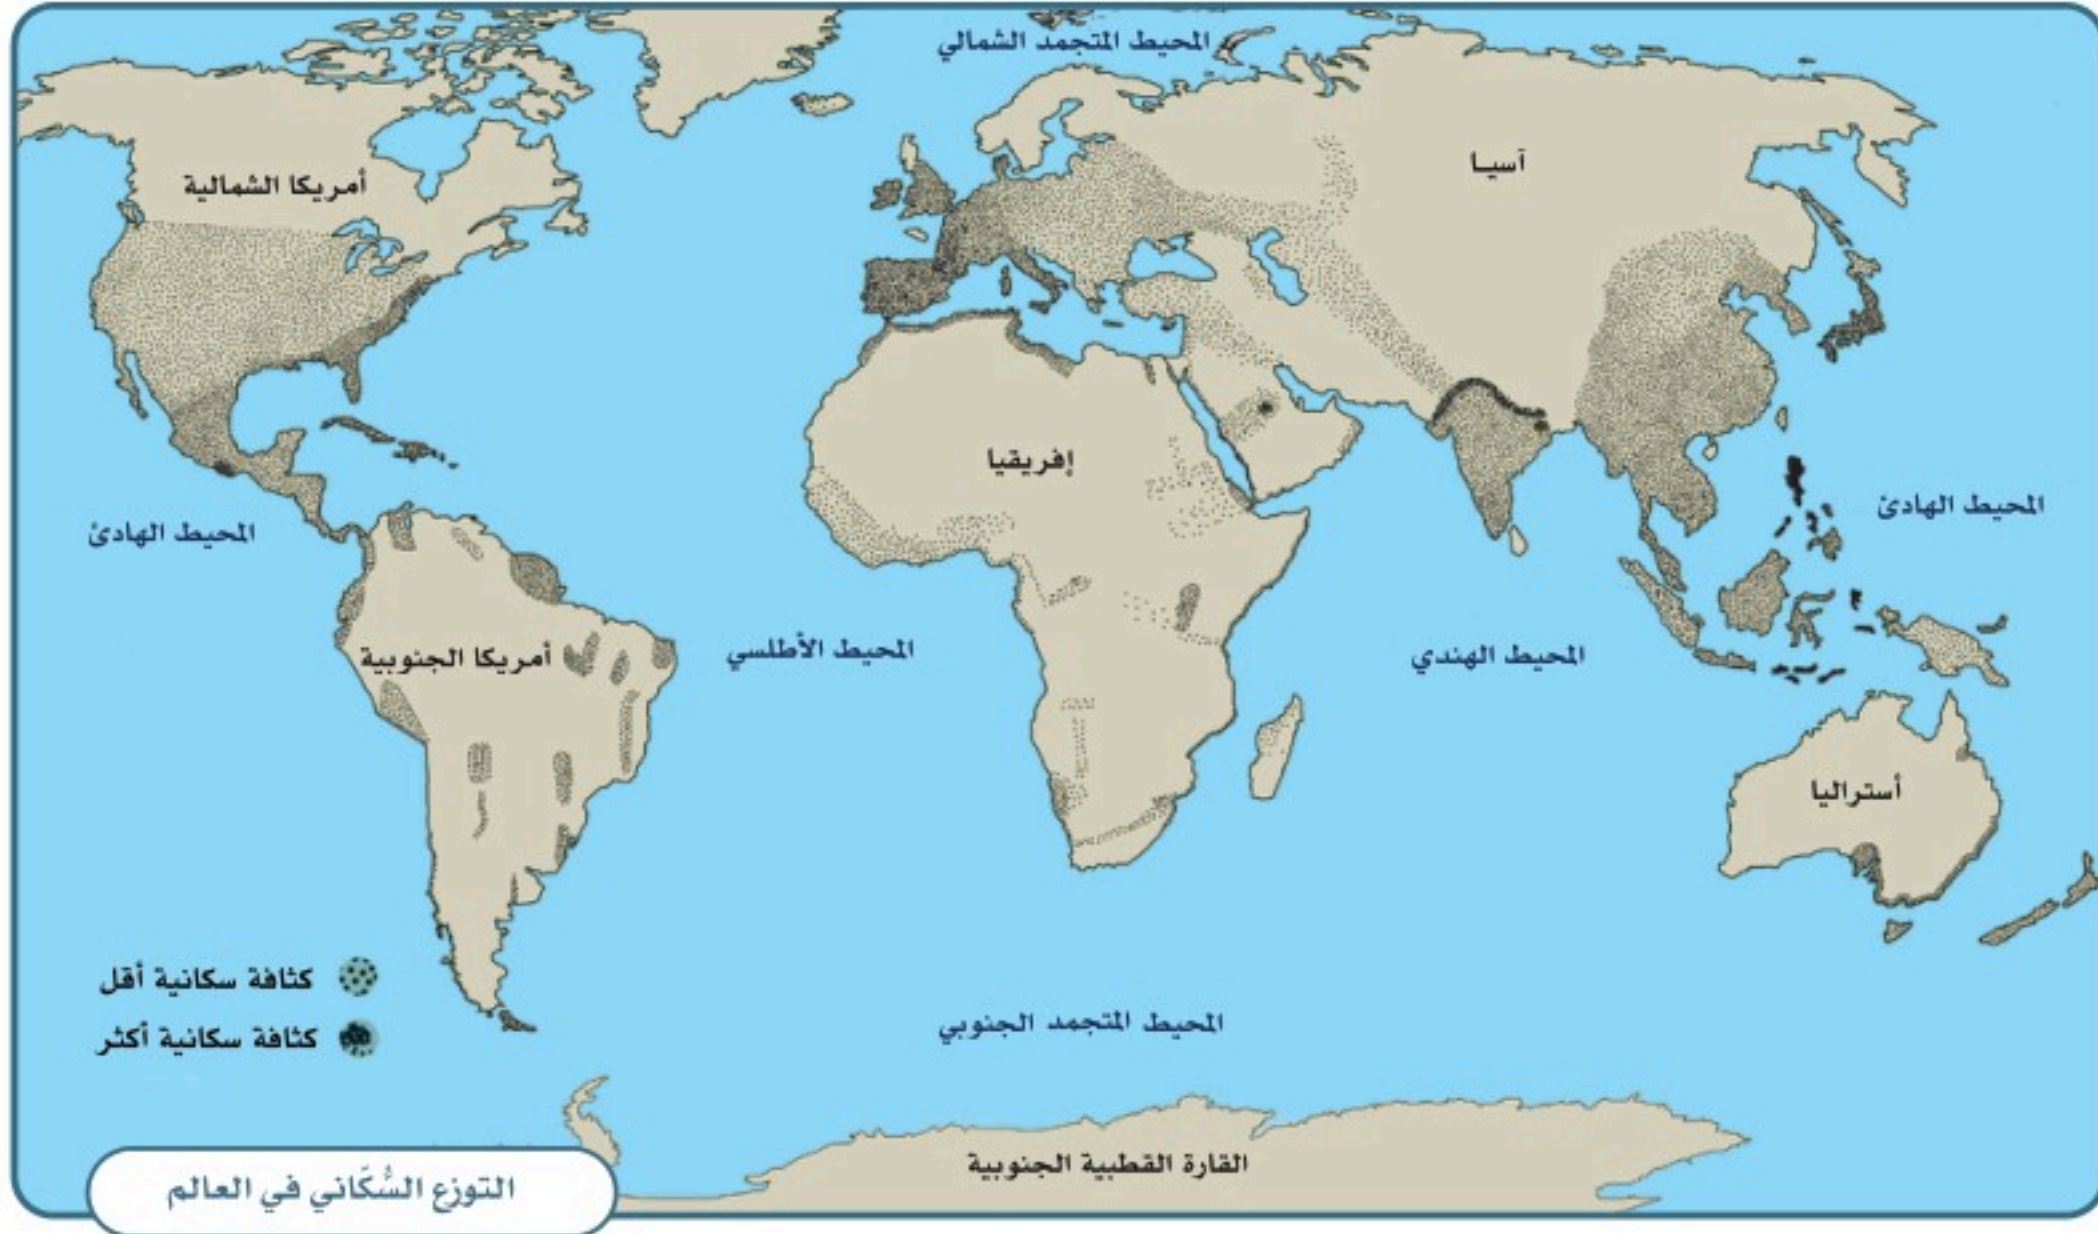 المحيط المتجمد الشمالي
آسيا
أمريكا الشمالية
إفريقيا
المحيط الهادئ
المحيط الهادئ
المحيط الهندي
المحيط الأطلسي
أمريكا الجنوبية
أستراليا
كثافة سكانية أقل
كثافة سكانية أكثر
المحيط المتجمد الجنوبي
القارة القطبية الجنوبية
التوزع السُّكَّاني في العالم